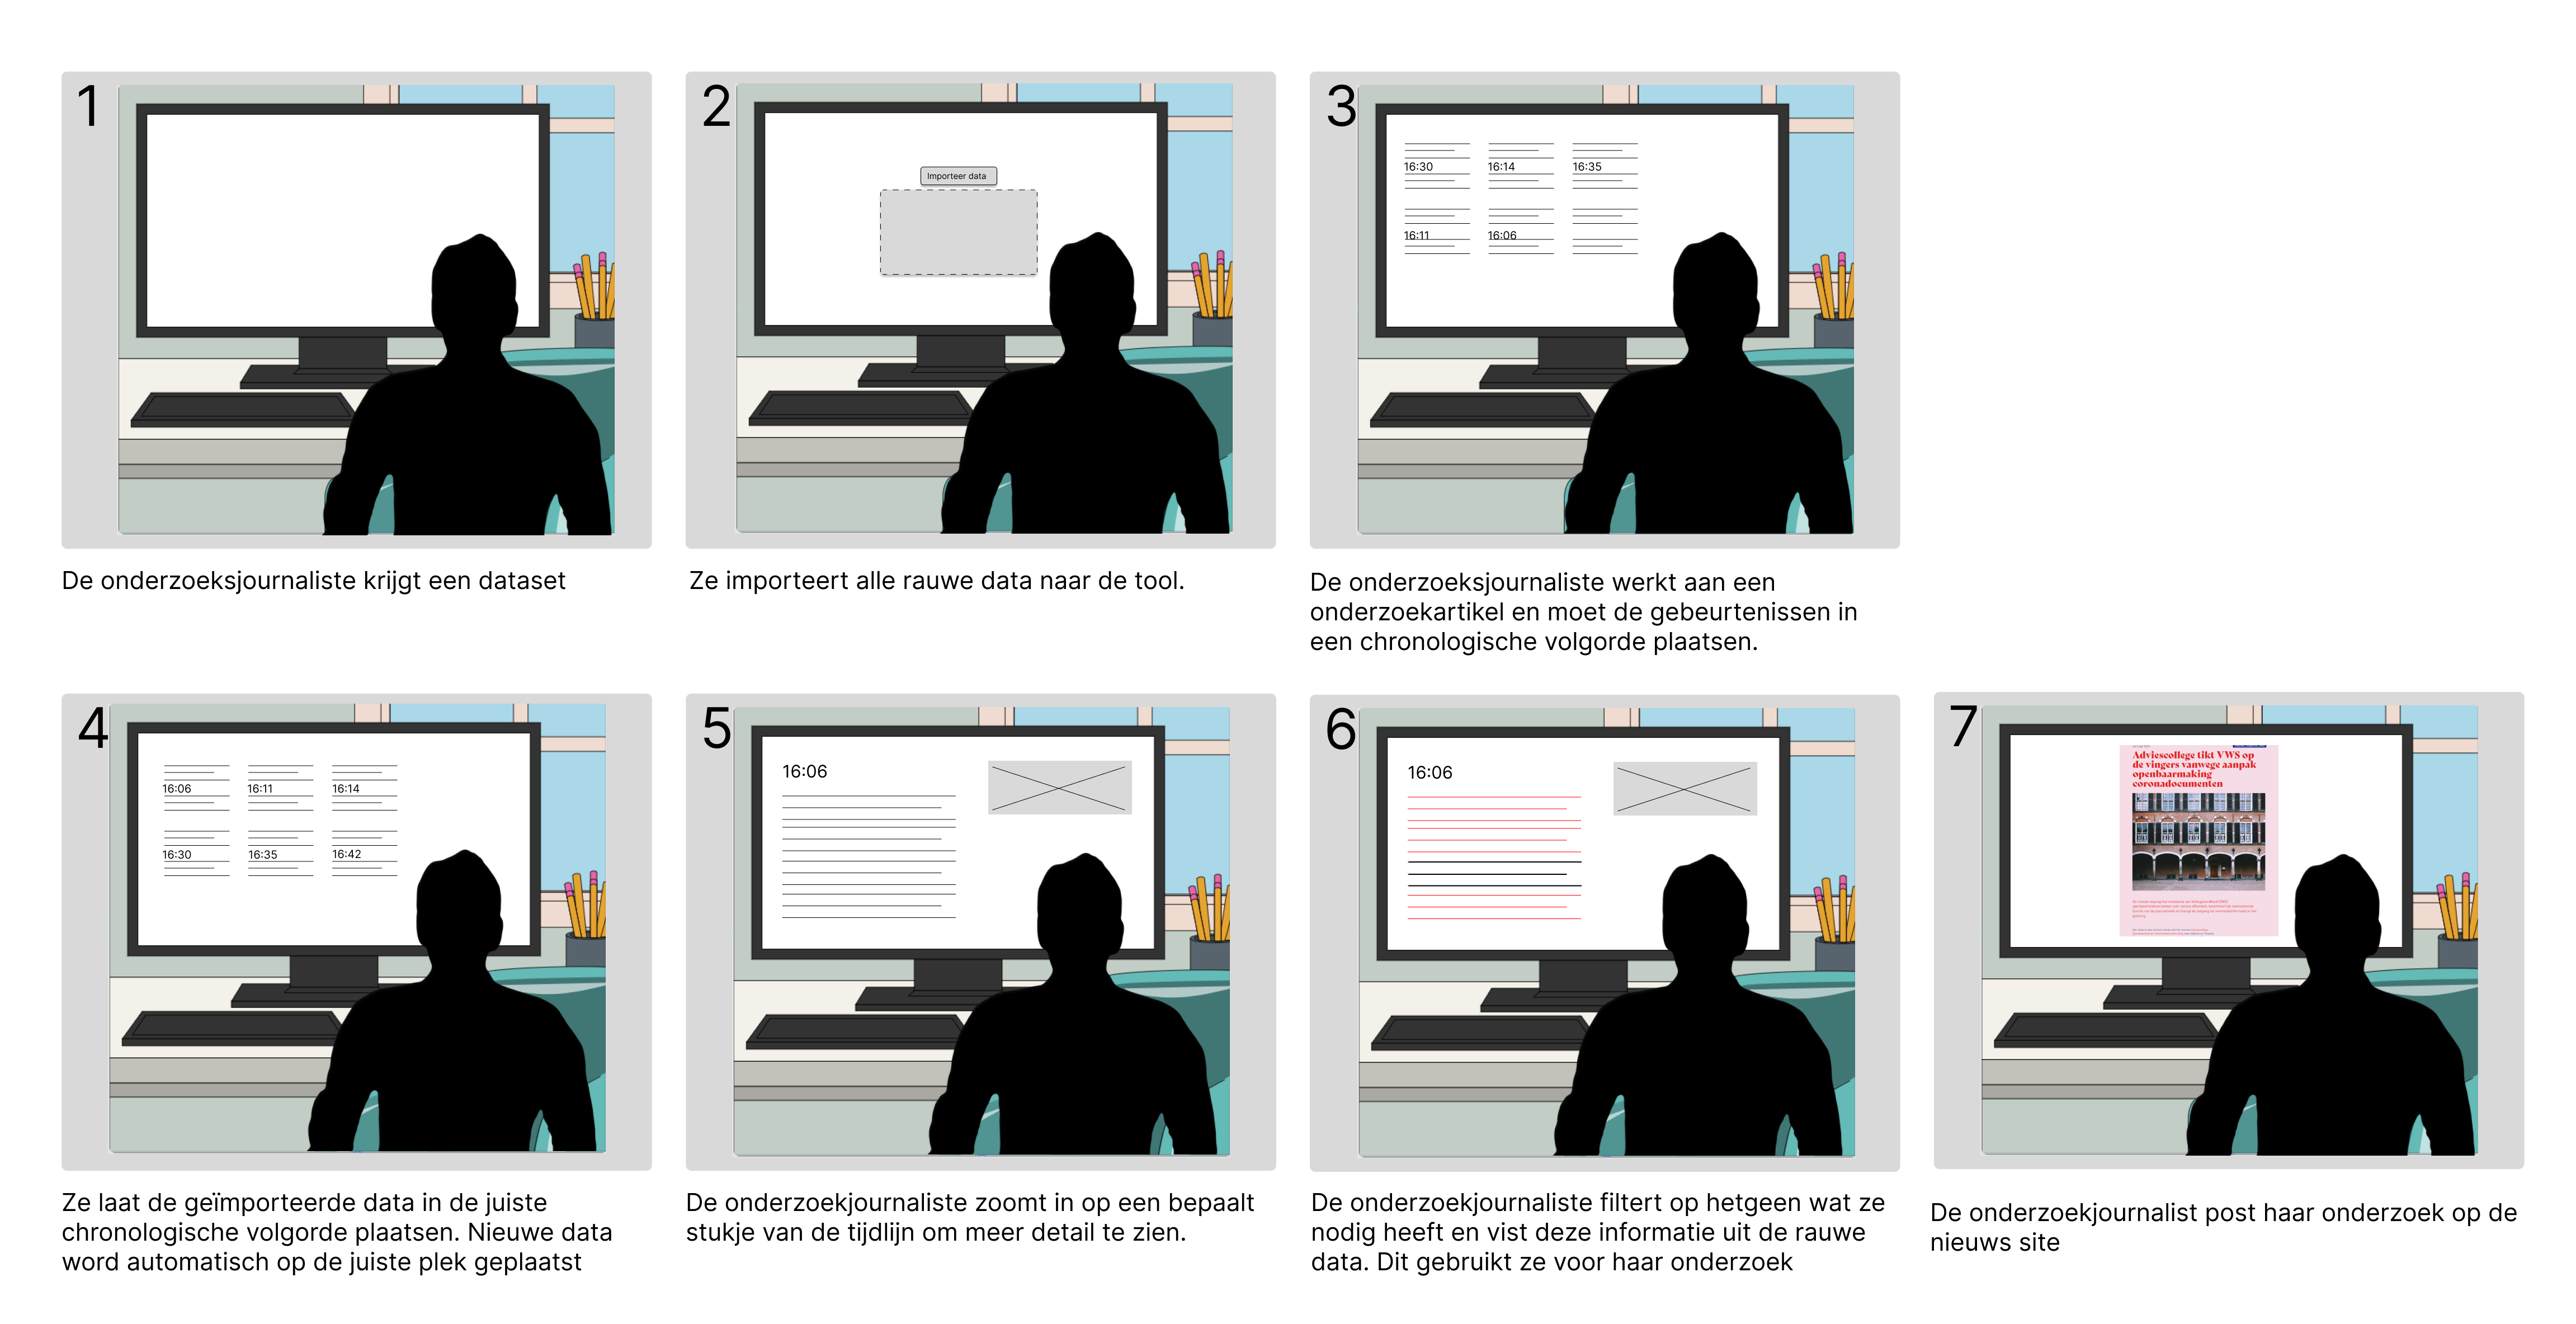 1
De onderzoeksjournaliste krijgt een dataset
2
Importeer data
Ze importeert alle rauwe data naar de tool.
3
16:30 16:14 16:35
16:11 16:06
De onderzoeksjournaliste werkt aan een
onderzoekartikel en moet de gebeurtenissen in
een chronologische volgorde plaatsen.
4
16:06 16:11 16:14
16:30 16:35 16:42
Ze laat de geïmporteerde data in de juiste
chronologische volgorde plaatsen. Nieuwe data
word automatisch op de juiste plek geplaatst
5
16:06
De onderzoekjournaliste zoomt in op een bepaalt
stukje van de tijdlijn om meer detail te zien.
6
16:06
De onderzoekjournaliste filtert op hetgeen wat ze
nodig heeft en vist deze informatie uit de rauwe
data. Dit gebruikt ze voor haar onderzoek
7
Adviescollege tikt VWS op
de vingers vanwege aanpak
openbaarmaking
coronadocumenten
De onderzoekjournalist post haar onderzoek op de
nieuws site